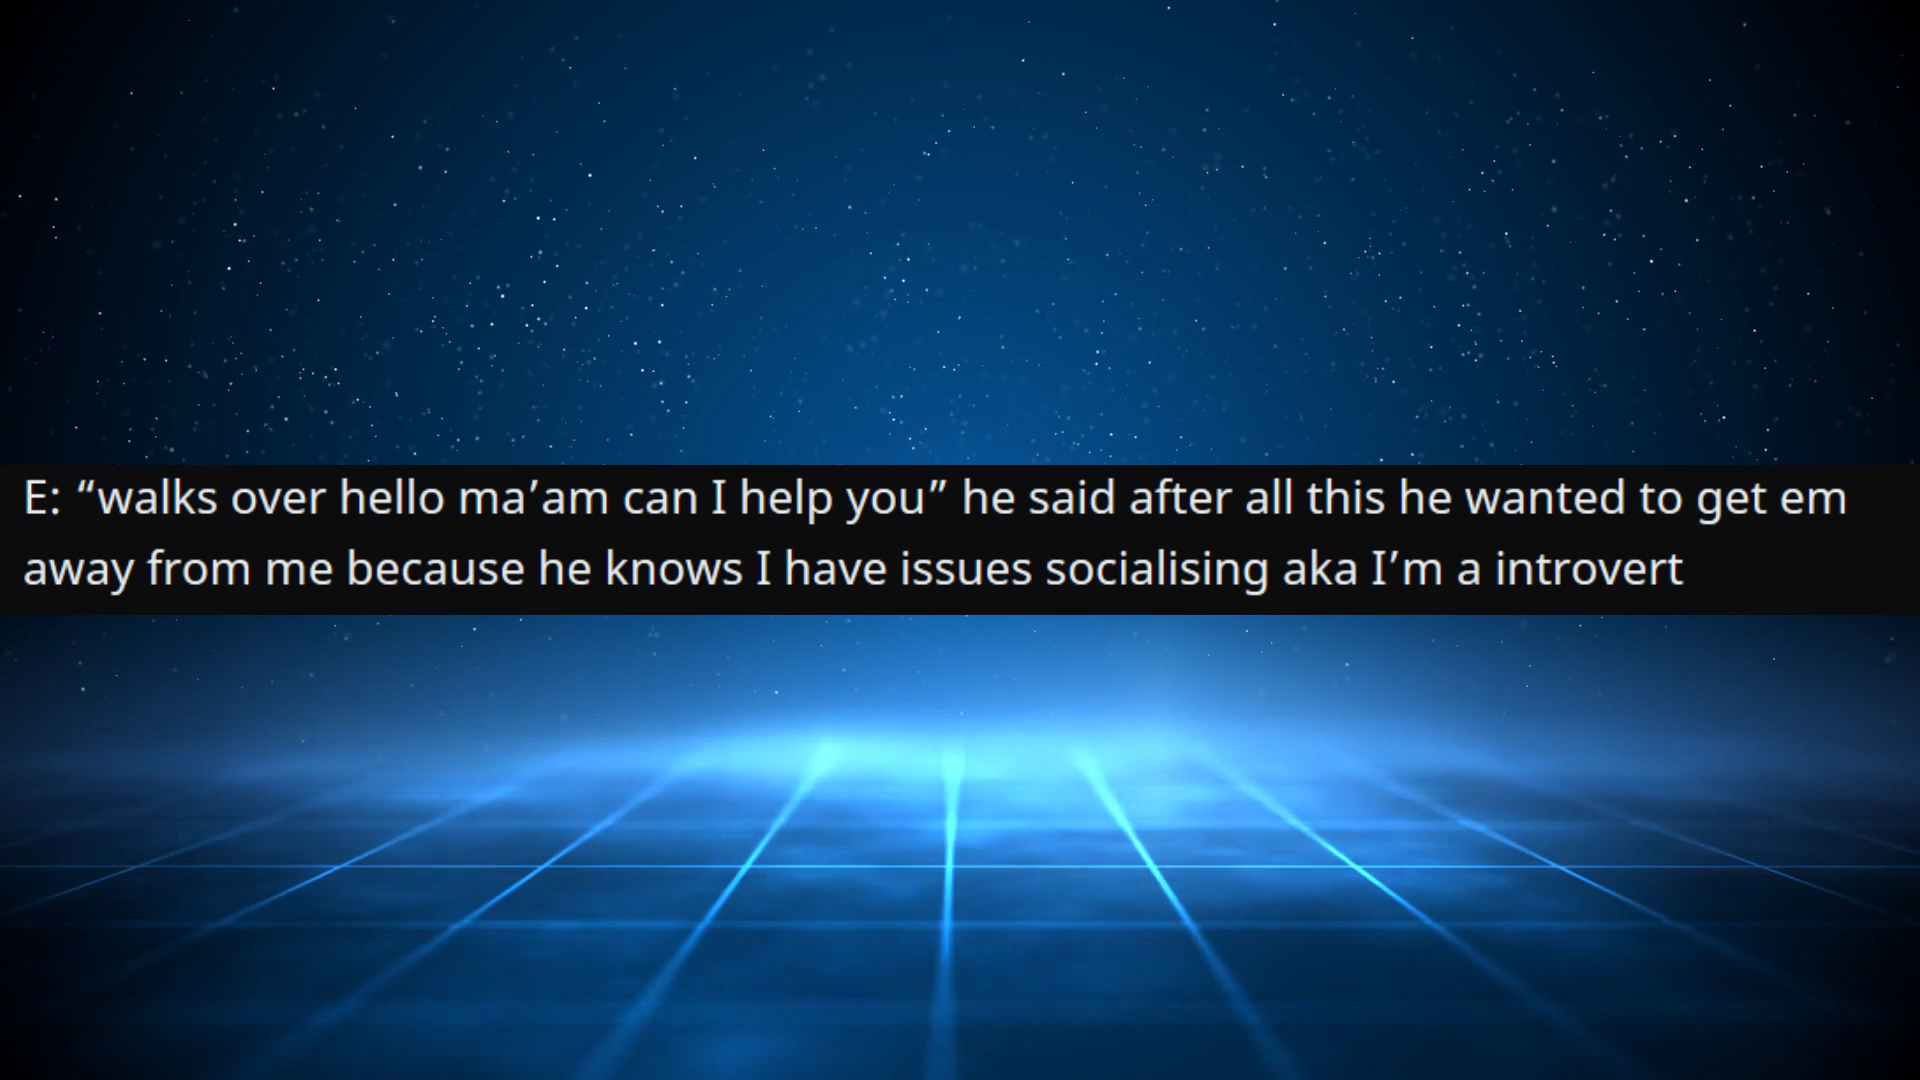 E: “walks over hello ma’am can I help you” he said after all this he wanted to get em
away from me because he knows I have issues socialising aka I’m a introvert